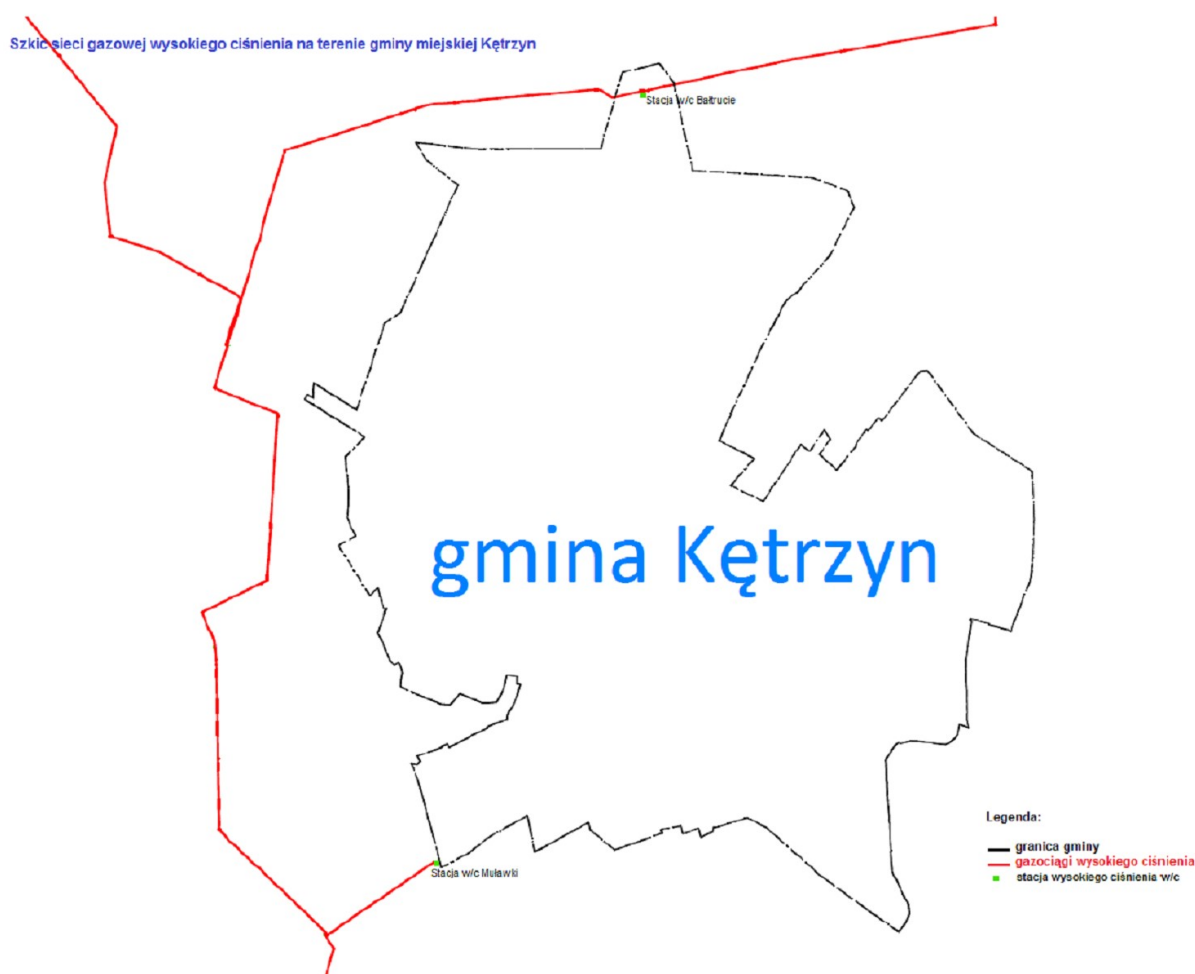 Szkic sieci gazowej wysokiego ciśnienia na terenie gminy miejskiej Kętrzyn
Stacja w/c Bałtrucie
gmina Kętrzyn
Legenda:
granica gminy
gazociągi wysokiego ciśnienia
stacja wysokiego ciśnienia w/c
Stacja w/c Muławki